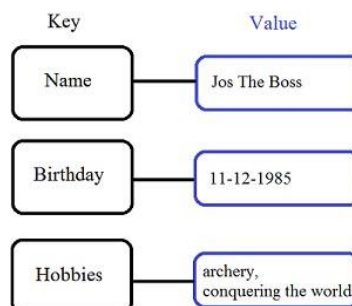 Key Value
Name Jos The Boss
Birthday 11-12-1985
Hobbies archery,
conquering the world